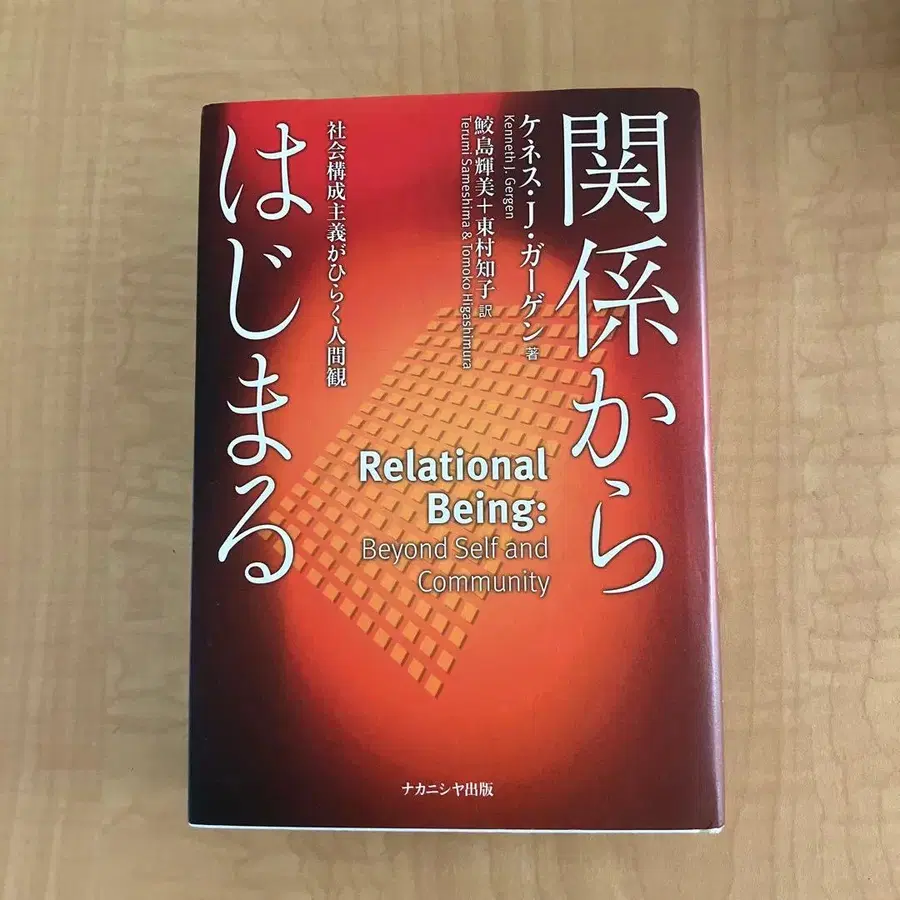 関係から
はじまる
社会構成主義がひらく人間観
ケネス・J・ガーゲン 著
Kenneth J. Gergen
鮫島輝美+東村知子 訳
Terumi Sameshima & Tomoko Higashimura
Relational
Being:
Beyond Self and
Community
ナカニシヤ出版